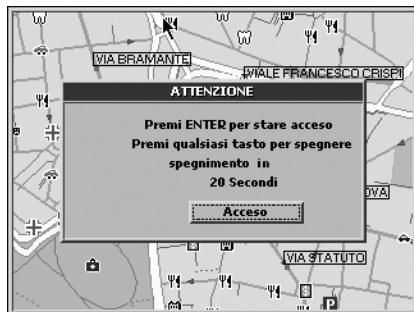 VIA BRAMANTE
VIALE FRANCESCO CRISPI
ATTENZIONE
Premi ENTER per stare acceso
Premi qualsiasi tasto per spegnere
spegnimento in
20 Secondi
Acceso
OVA
VIA STATUTO
S
P